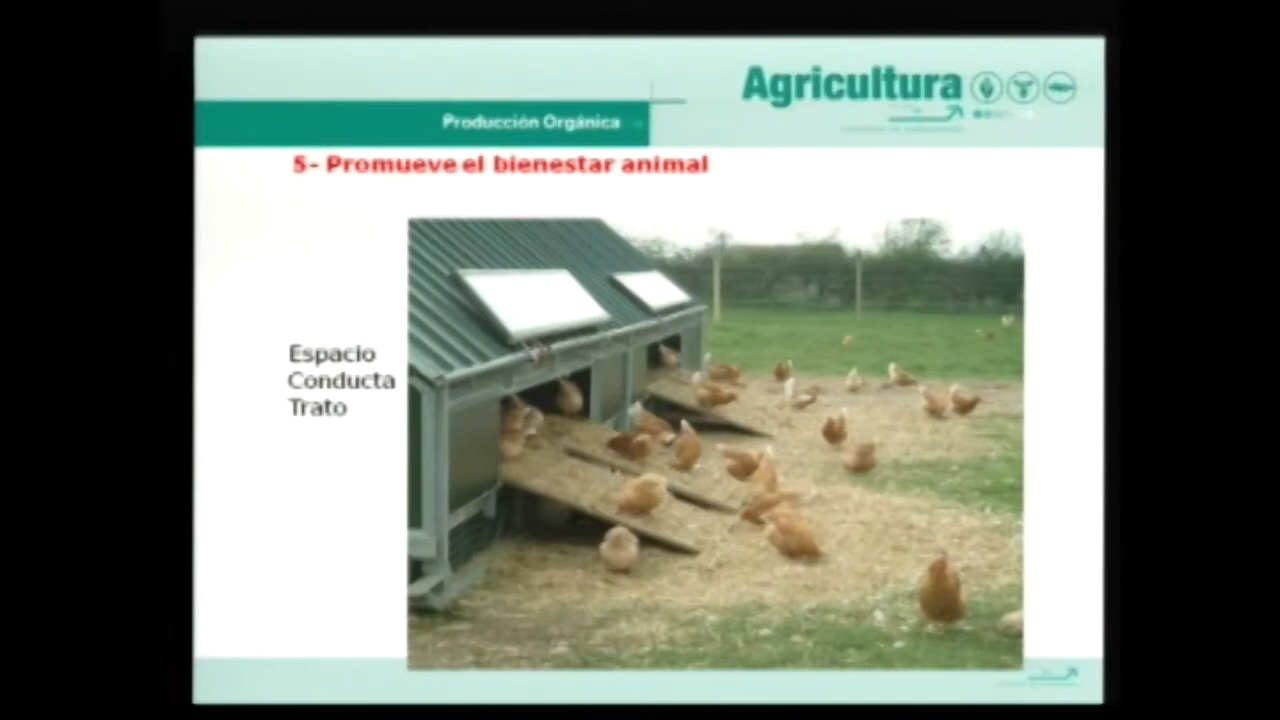 Agricultura
Producción Orgánica
5- Promueve el bienestar animal
Espacio
Conducta
Trato